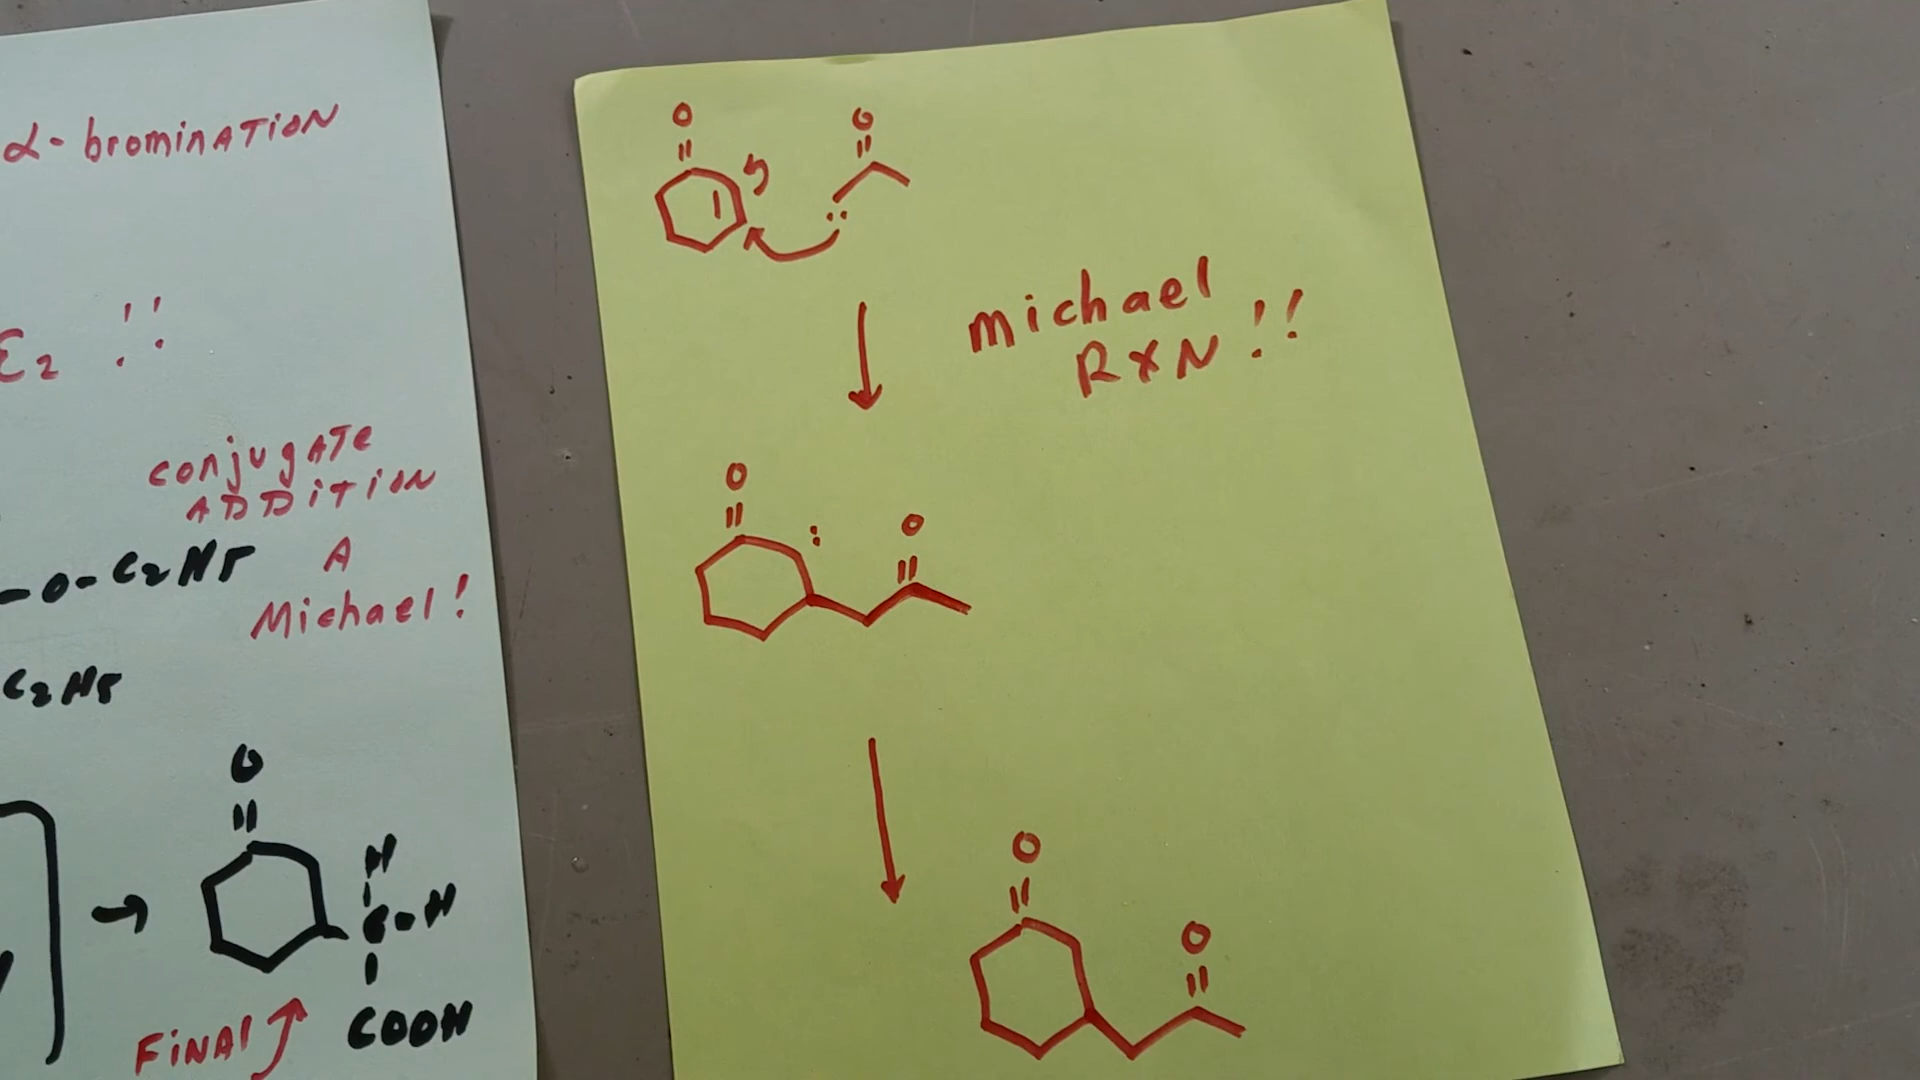 α-bromination
E2 !!
conjugate
Addition
-O-C2H5
A
Michael!
C2H5
O
H
C-H
COOH
Final
O
O
michael
RXN!!
O
O
O
O